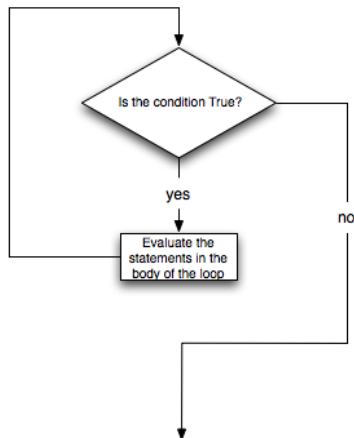 Is the condition True?
yes
no
Evaluate the
statements in the
body of the loop